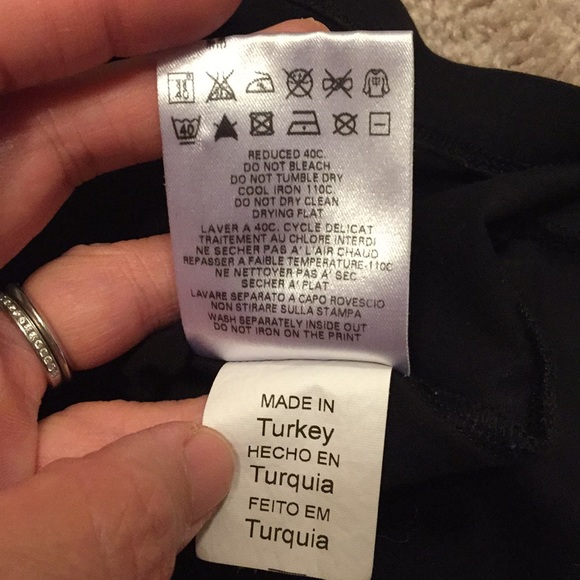 40
REDUCED 40C.
DO NOT BLEACH
DO NOT TUMBLE DRY
COOL IRON 110C.
DO NOT DRY CLEAN
DRYING FLAT
LAVER A 40C. CYCLE DELICAT
TRAITEMENT AU CHLORE INTERDI
NE SECHER PAS A'L'AIR CHAUD
REPASSER A FAIBLE TEMPERATURE-110C
NE NETTOYER PAS A' SEC
SECHER A' PLAT
LAVARE SEPARATO A CAPO ROVESCIO
NON STIRARE SULLA STAMPA
WASH SEPARATELY INSIDE OUT
DO NOT IRON ON THE PRINT
MADE IN
Turkey
HECHO EN
Turquia
FEITO EM
Turquia